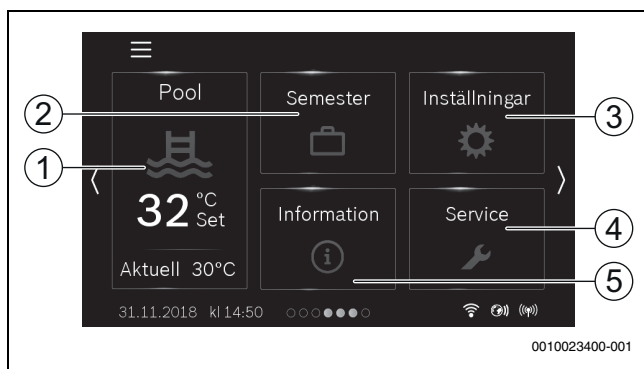 Pool
Semester
Inställningar
32 °C Set
Aktuell 30°C
Information
Service
31.11.2018 kl 14:50
1
2
3
4
5
0010023400-001